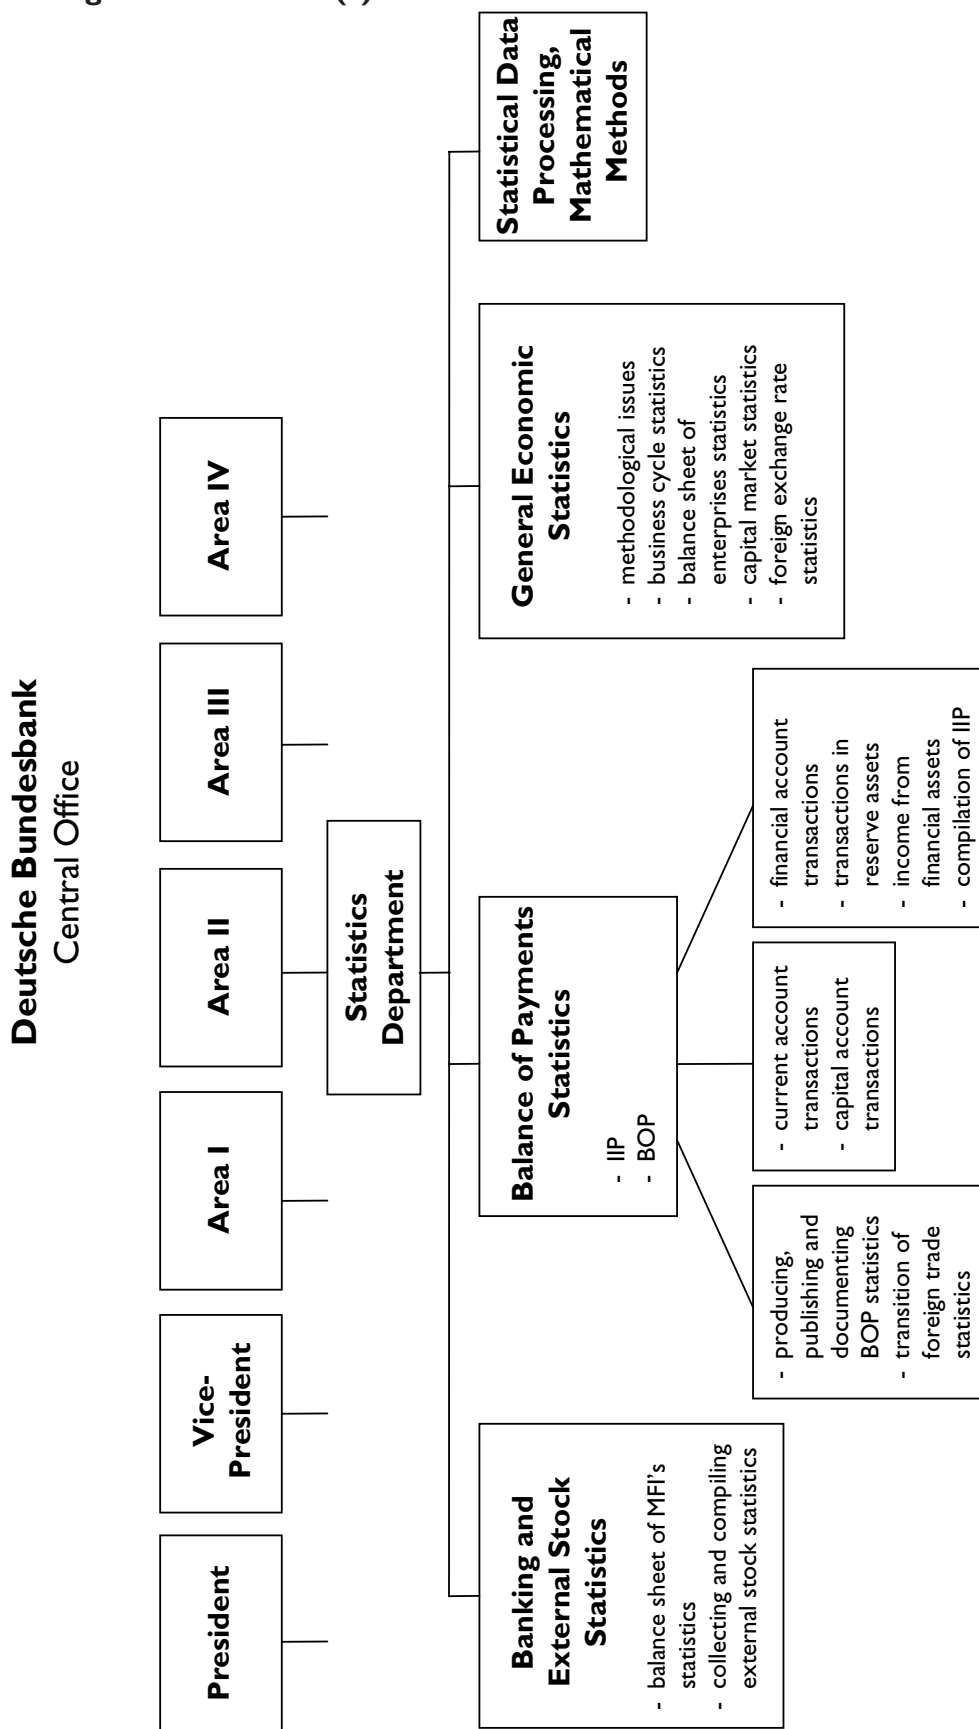 Deutsche Bundesbank
Central Office
President
Vice-
President
Area I
Area II
Area III
Area IV
Statistics
Department
Banking and
External Stock
Statistics
- balance sheet of MFI's
statistics
- collecting and compiling
external stock statistics
Balance of Payments
Statistics
- IIP
- BOP
General Economic
Statistics
- methodological issues
- business cycle statistics
- balance sheet of
enterprises statistics
- capital market statistics
- foreign exchange rate
statistics
Statistical Data
Processing,
Mathematical
Methods
- producing,
publishing and
documenting
BOP statistics
- transition of
foreign trade
statistics
- current account
transactions
- capital account
transactions
- financial account
transactions
- transactions in
reserve assets
- income from
financial assets
- compilation of IIP